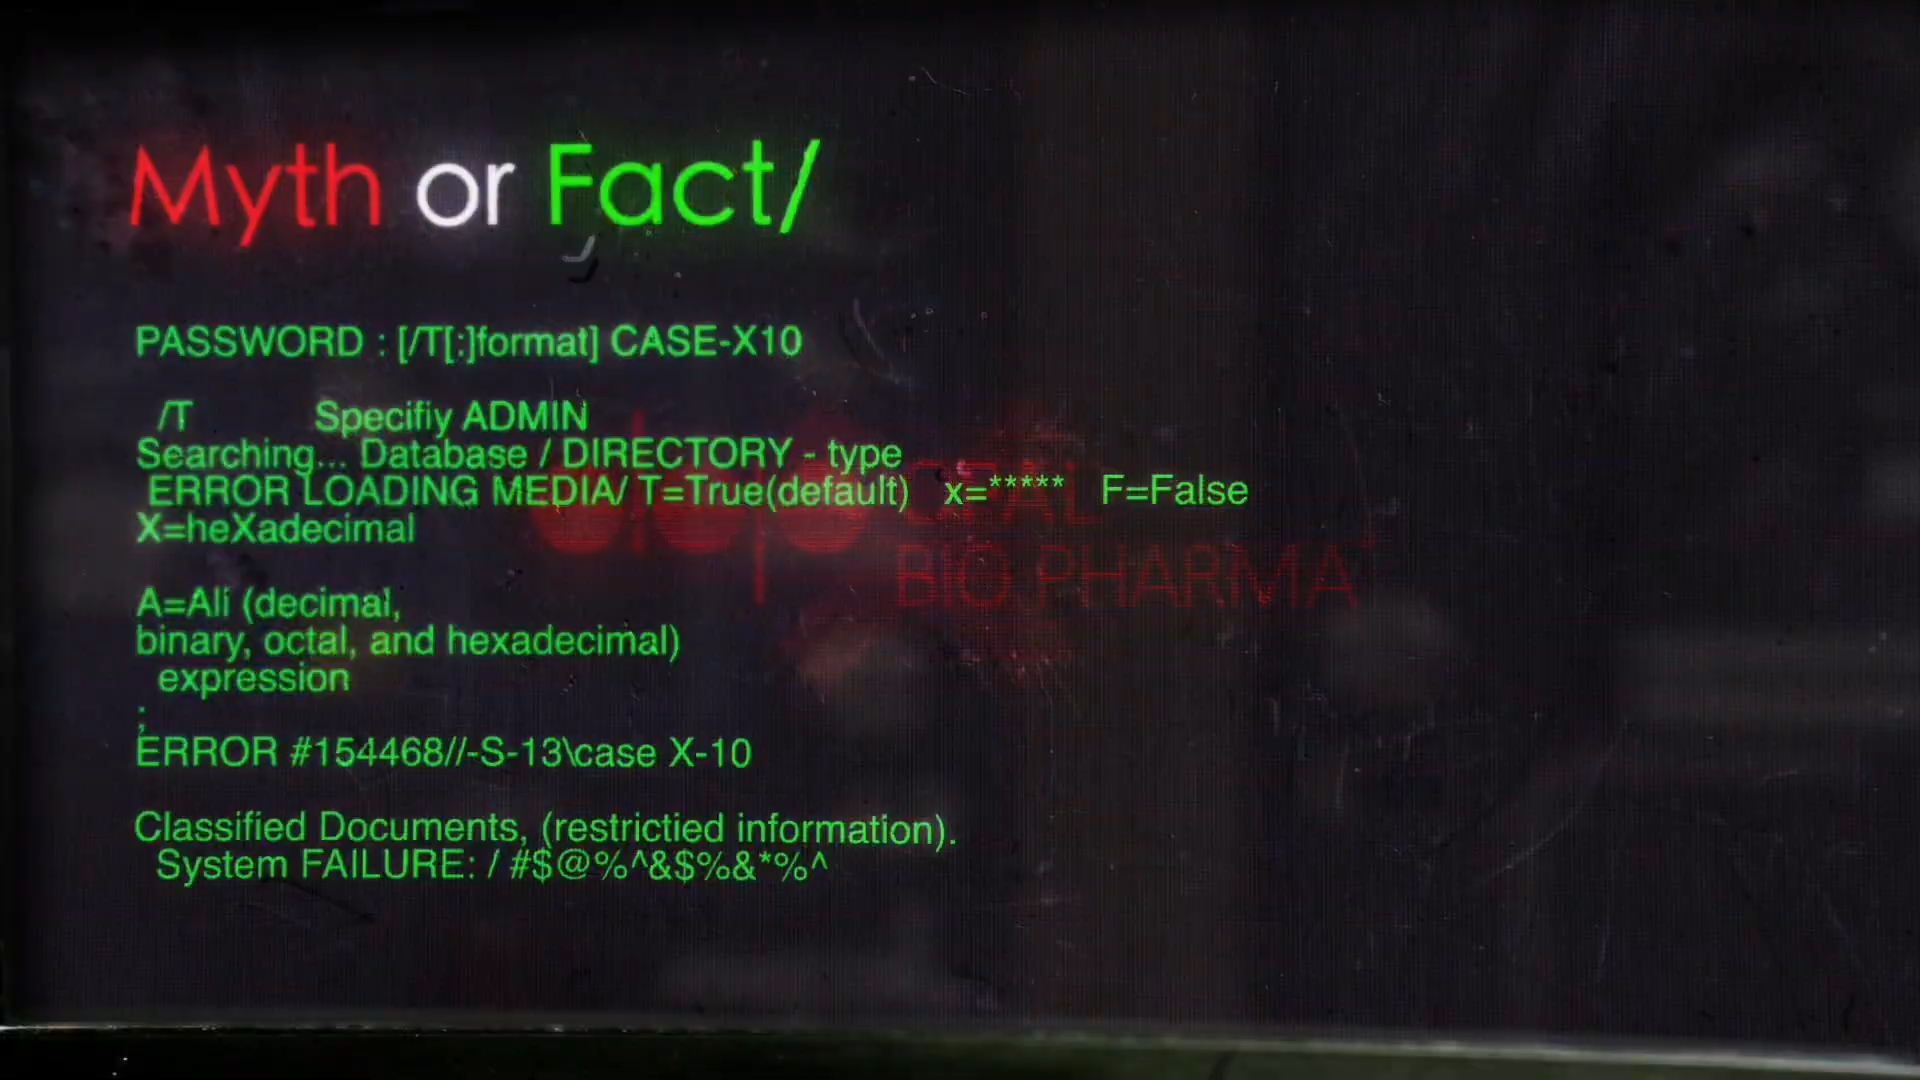 Myth or Fact/
PASSWORD : [/T[:]format] CASE-X10
/T Specifiy ADMIN
Searching... Database / DIRECTORY - type
ERROR LOADING MEDIA/ T=True(default) x=***** F=False
X=heXadecimal
A=All (decimal,
binary, octal, and hexadecimal)
expression
;
ERROR #154468//-S-13\case X-10
Classified Documents, (restrictied information).
System FAILURE: / #$@%^&$%&*%^
BIO PHARMA